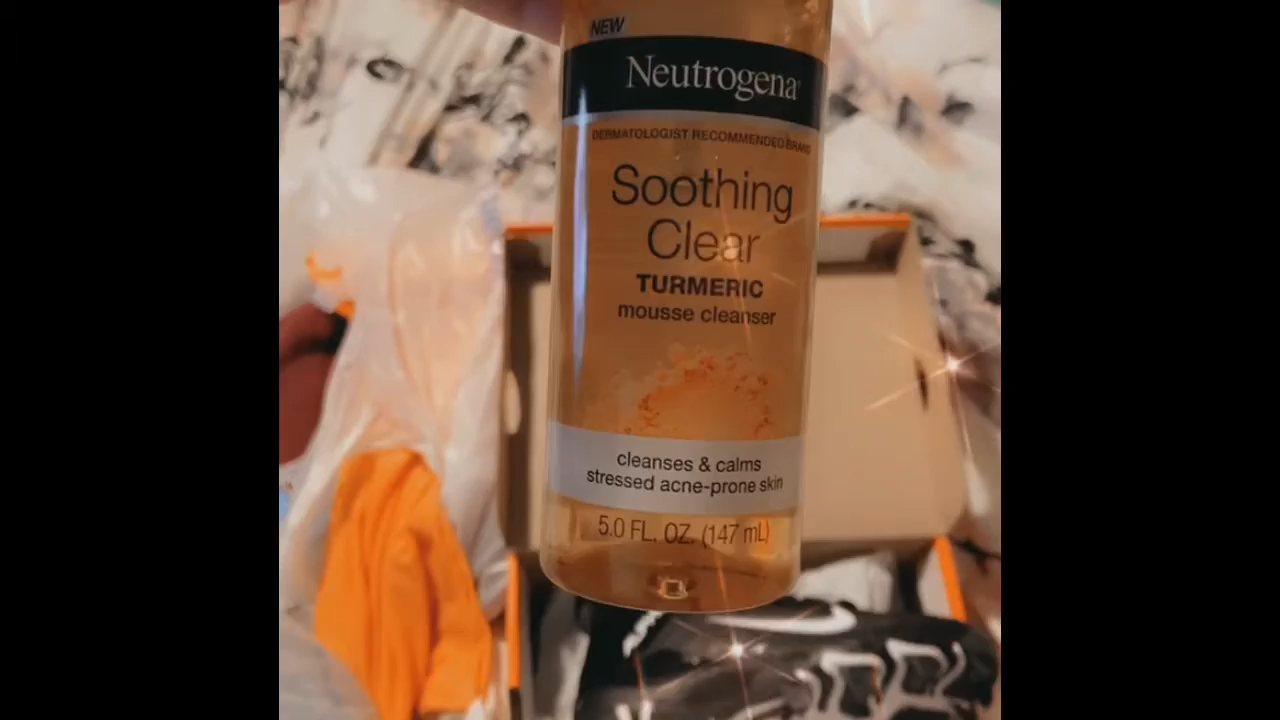 NEW
Neutrogena®
DERMATOLOGIST RECOMMENDED BRAND
Soothing
Clear
TURMERIC
mousse cleanser
cleanses & calms
stressed acne-prone skin
5.0 FL. OZ. (147 mL)